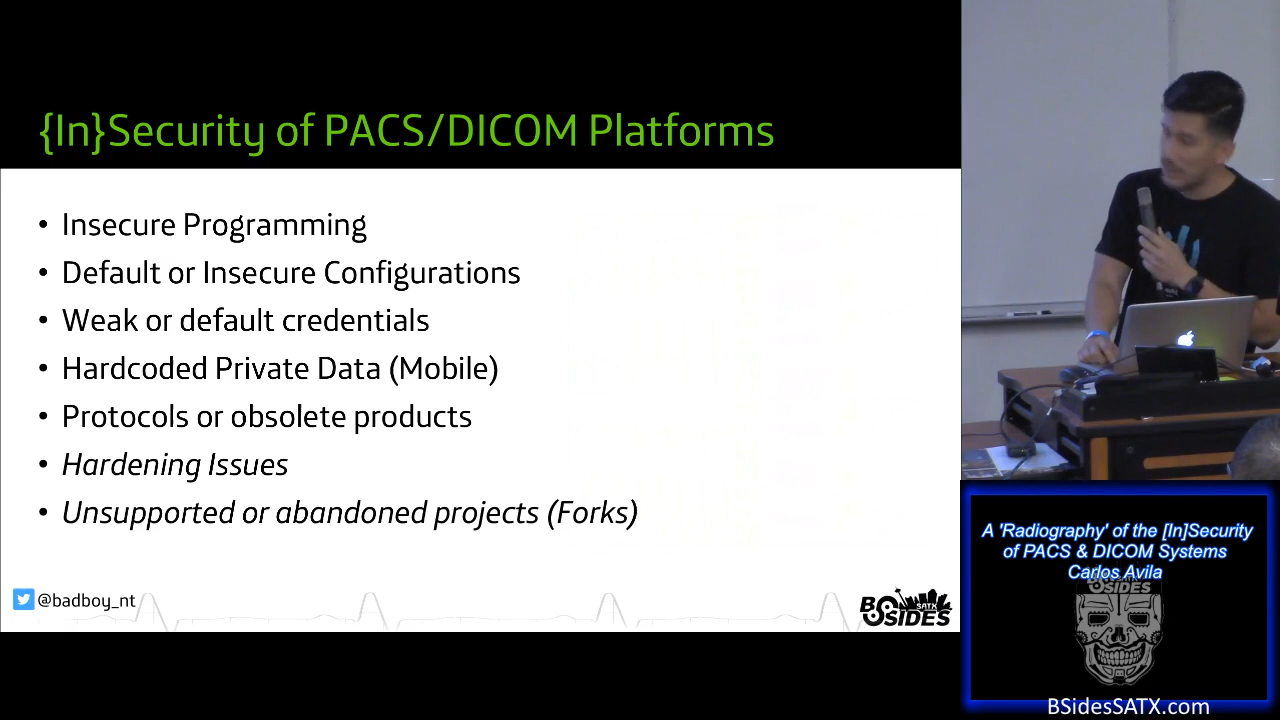 {In}Security of PACS/DICOM Platforms
• Insecure Programming
• Default or Insecure Configurations
• Weak or default credentials
• Hardcoded Private Data (Mobile)
• Protocols or obsolete products
• Hardening Issues
• Unsupported or abandoned projects (Forks)
@badboy_nt
BSIDES
SATX
A 'Radiography' of the [In]Security
of PACS & DICOM Systems
Carlos Avila
SATX
BSIDES
BSidesSATX.com